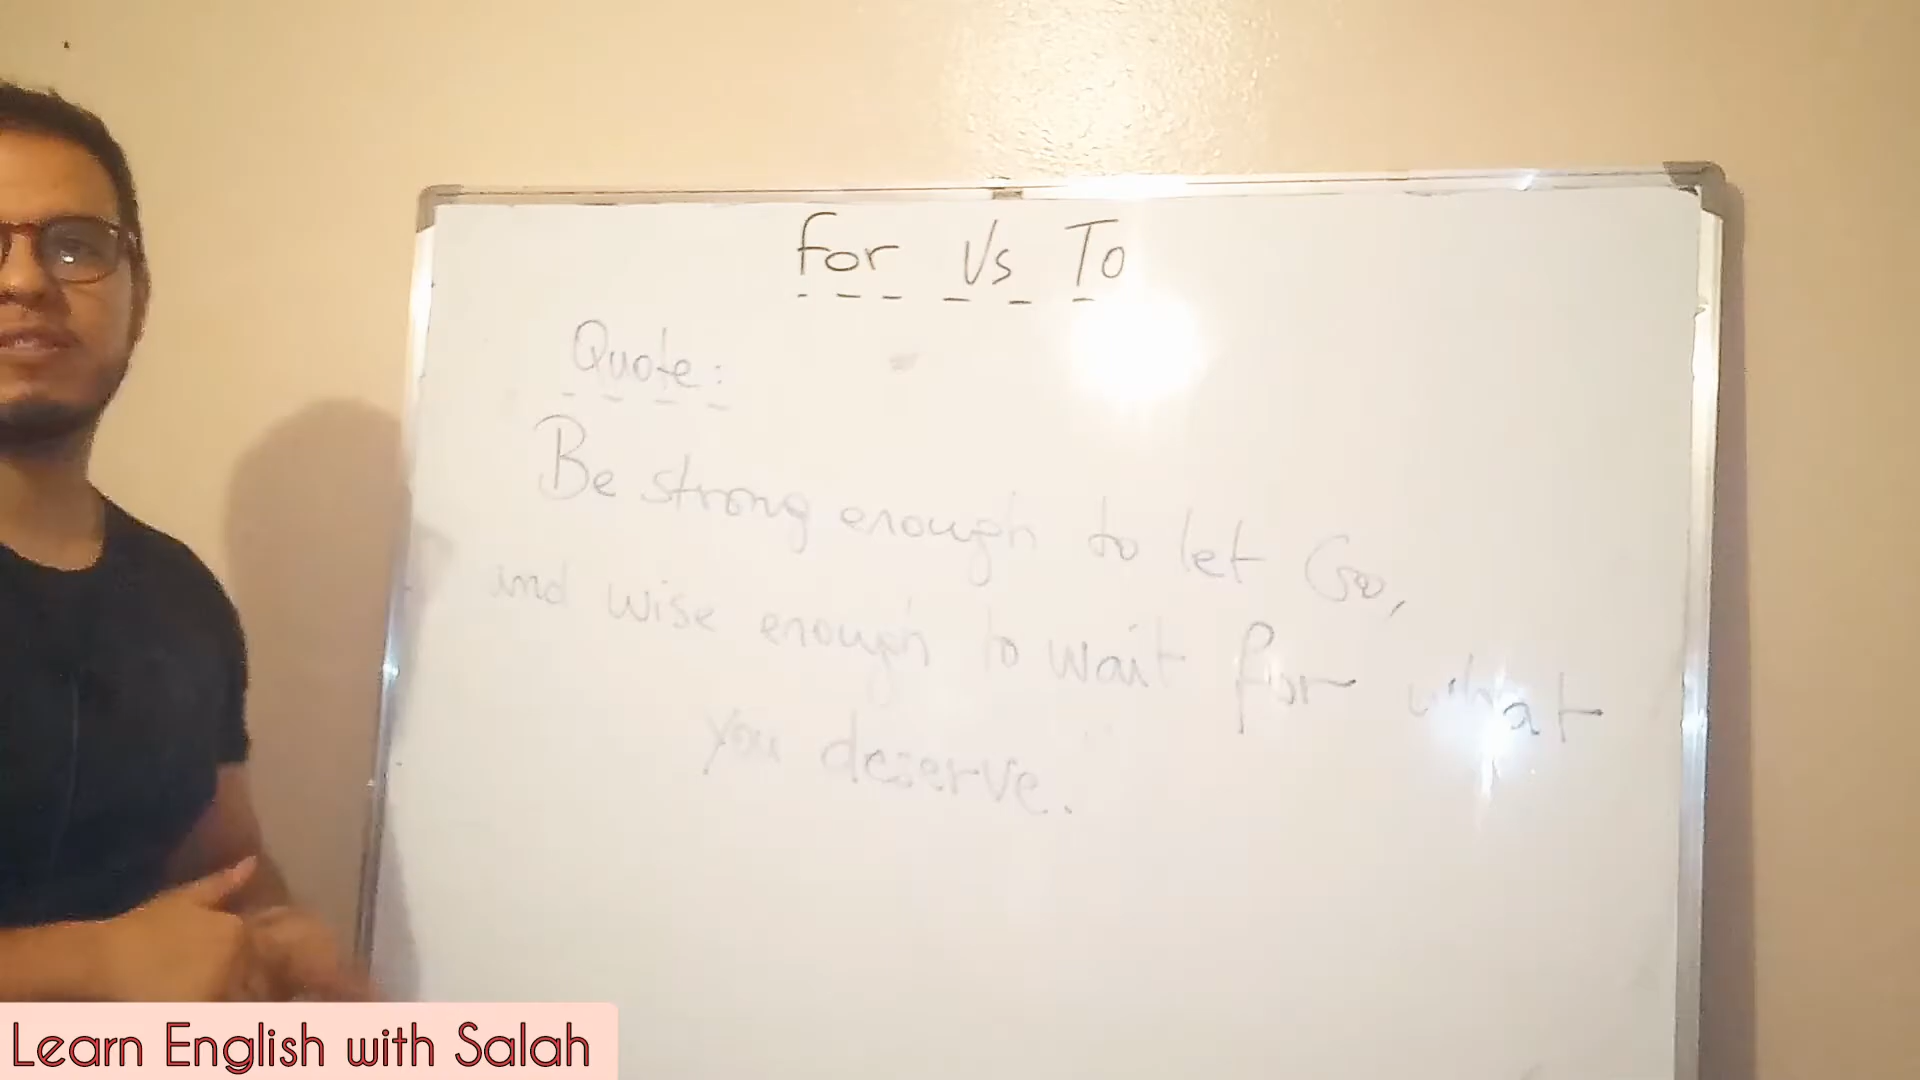 For Vs To
Quote:
Be strong enough to let Go,
and wise enough to wait for what
you deserve.
Learn English with Salah